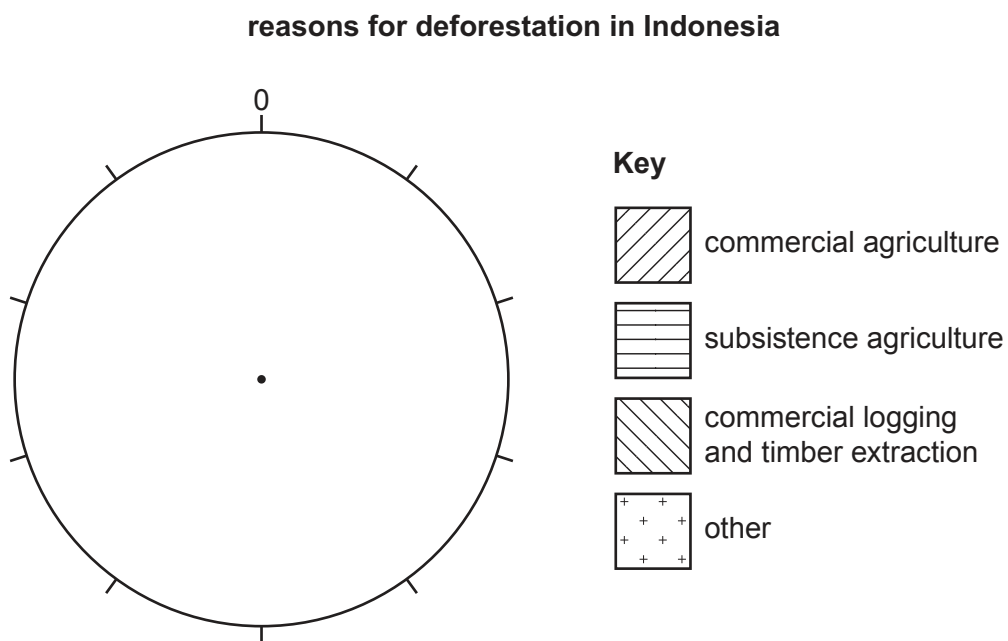 reasons for deforestation in Indonesia
0
Key
commercial agriculture
subsistence agriculture
commercial logging
and timber extraction
other